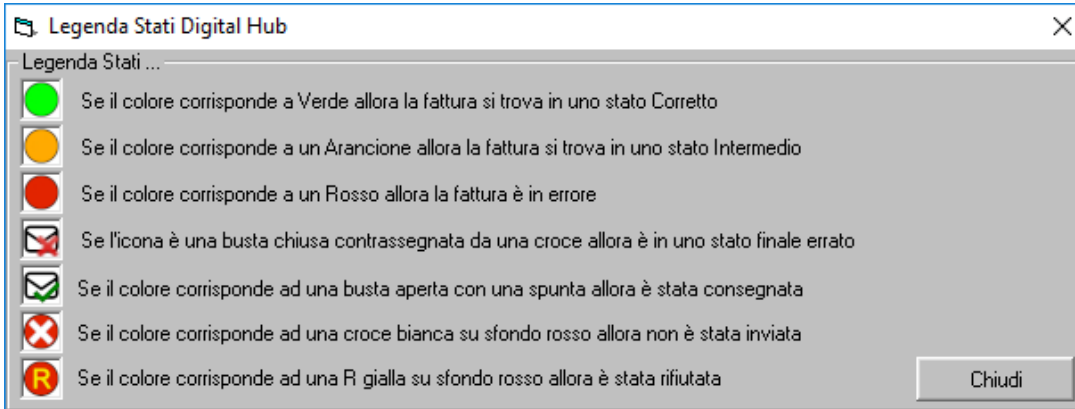 Legenda Stati Digital Hub
Legenda Stati ...
Se il colore corrisponde a Verde allora la fattura si trova in uno stato Corretto
Se il colore corrisponde a un Arancione allora la fattura si trova in uno stato Intermedio
Se il colore corrisponde a un Rosso allora la fattura è in errore
Se l'icona è una busta chiusa contrassegnata da una croce allora è in uno stato finale errato
Se il colore corrisponde ad una busta aperta con una spunta allora è stata consegnata
Se il colore corrisponde ad una croce bianca su sfondo rosso allora non è stata inviata
R Se il colore corrisponde ad una R gialla su sfondo rosso allora è stata rifiutata
Chiudi